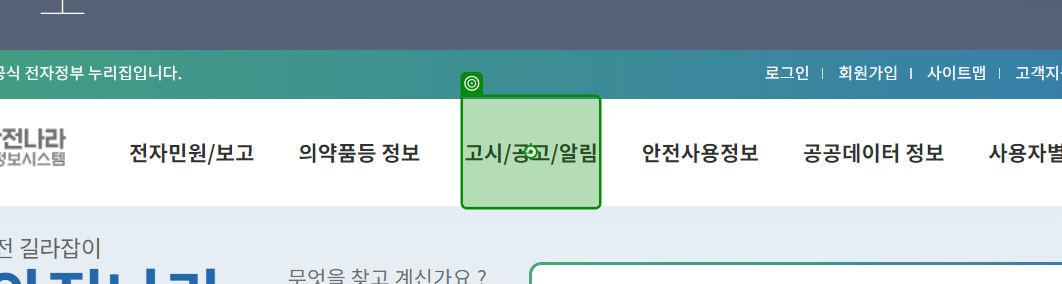 공식 전자정부 누리집입니다.
로그인 | 회원가입 | 사이트맵 | 고객지
전나라
정보시스템
전자민원/보고 의약품등 정보 고시/공고/알림 안전사용정보 공공데이터 정보 사용자별
전 길라잡이
무엇을 찾고 계신가요 ?